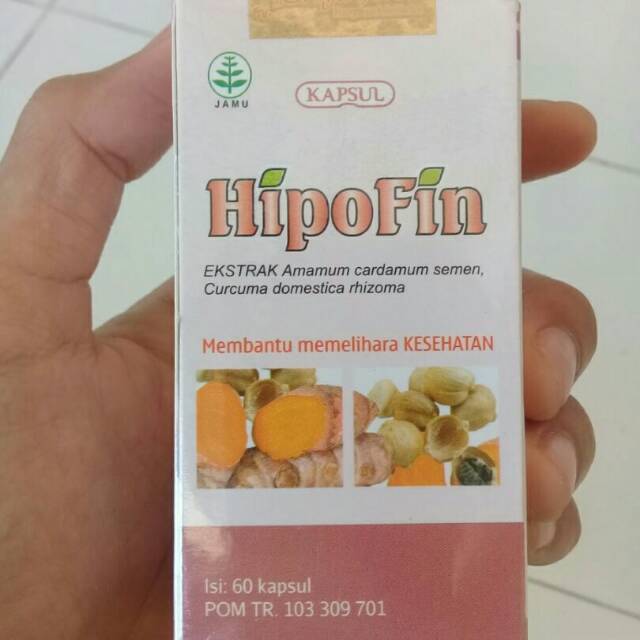 JAMU
KAPSUL
HipoFin
EKSTRAK Amamum cardamum semen,
Curcuma domestica rhizoma
Membantu memelihara KESEHATAN
Isi: 60 kapsul
POM TR. 103 309 701